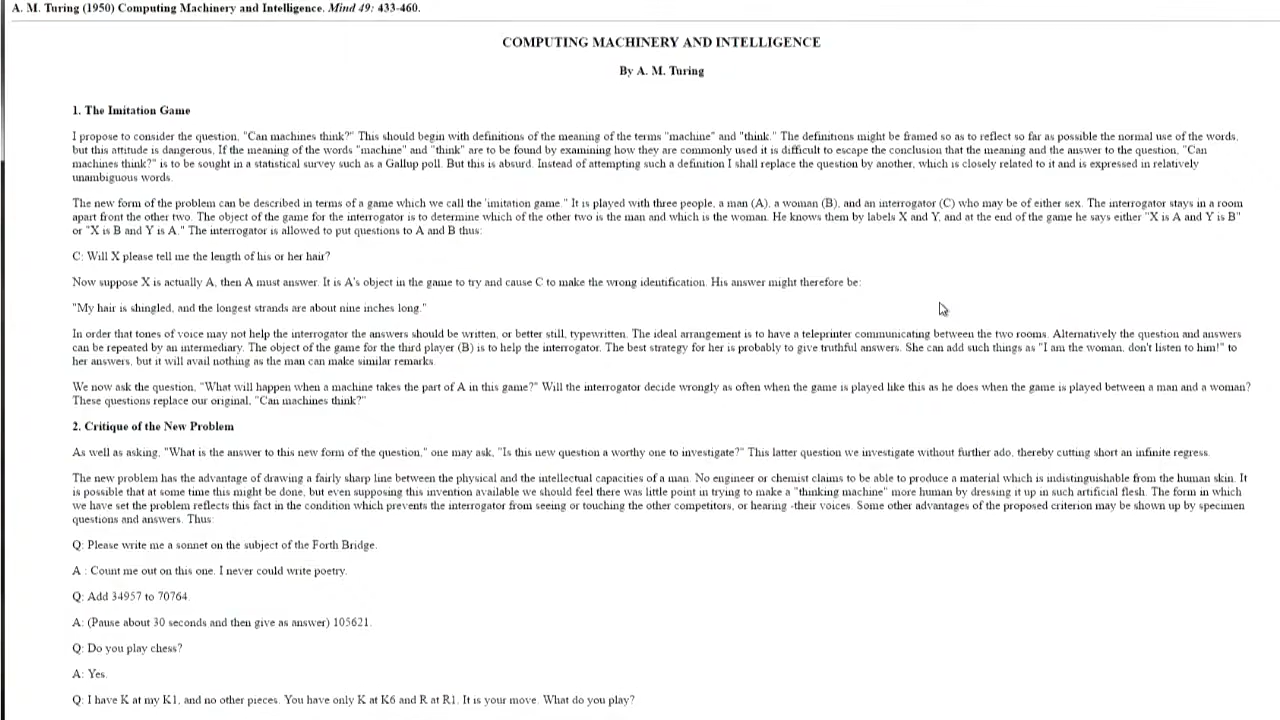 A. M. Turing (1950) Computing Machinery and Intelligence. Mind 49: 433-460.
COMPUTING MACHINERY AND INTELLIGENCE
By A. M. Turing
1. The Imitation Game
I propose to consider the question, "Can machines think?" This should begin with definitions of the meaning of the terms "machine" and "think." The definitions might be framed so as to reflect so far as possible the normal use of the words,
but this attitude is dangerous, If the meaning of the words "machine" and "think" are to be found by examining how they are commonly used it is difficult to escape the conclusion that the meaning and the answer to the question, "Can
machines think?" is to be sought in a statistical survey such as a Gallup poll. But this is absurd. Instead of attempting such a definition I shall replace the question by another, which is closely related to it and is expressed in relatively
unambiguous words.
The new form of the problem can be described in terms of a game which we call the 'imitation game." It is played with three people, a man (A), a woman (B), and an interrogator (C) who may be of either sex. The interrogator stays in a room
apart front the other two. The object of the game for the interrogator is to determine which of the other two is the man and which is the woman. He knows them by labels X and Y, and at the end of the game he says either "X is A and Y is B"
or "X is B and Y is A." The interrogator is allowed to put questions to A and B thus:
C: Will X please tell me the length of his or her hair?
Now suppose X is actually A, then A must answer. It is A's object in the game to try and cause C to make the wrong identification. His answer might therefore be:
"My hair is shingled, and the longest strands are about nine inches long."
In order that tones of voice may not help the interrogator the answers should be written, or better still, typewritten. The ideal arrangement is to have a teleprinter communicating between the two rooms. Alternatively the question and answers
can be repeated by an intermediary. The object of the game for the third player (B) is to help the interrogator. The best strategy for her is probably to give truthful answers. She can add such things as "I am the woman, don't listen to him!" to
her answers, but it will avail nothing as the man can make similar remarks.
We now ask the question, "What will happen when a machine takes the part of A in this game?" Will the interrogator decide wrongly as often when the game is played like this as he does when the game is played between a man and a woman?
These questions replace our original, "Can machines think?"
2. Critique of the New Problem
As well as asking, "What is the answer to this new form of the question," one may ask, "Is this new question a worthy one to investigate?" This latter question we investigate without further ado, thereby cutting short an infinite regress.
The new problem has the advantage of drawing a fairly sharp line between the physical and the intellectual capacities of a man. No engineer or chemist claims to be able to produce a material which is indistinguishable from the human skin. It
is possible that at some time this might be done, but even supposing this invention available we should feel there was little point in trying to make a "thinking machine" more human by dressing it up in such artificial flesh. The form in which
we have set the problem reflects this fact in the condition which prevents the interrogator from seeing or touching the other competitors, or hearing -their voices. Some other advantages of the proposed criterion may be shown up by specimen
questions and answers. Thus:
Q: Please write me a sonnet on the subject of the Forth Bridge.
A : Count me out on this one. I never could write poetry.
Q: Add 34957 to 70764.
A: (Pause about 30 seconds and then give as answer) 105621.
Q: Do you play chess?
A: Yes.
Q: I have K at my K1, and no other pieces. You have only K at K6 and R at R1. It is your move. What do you play?